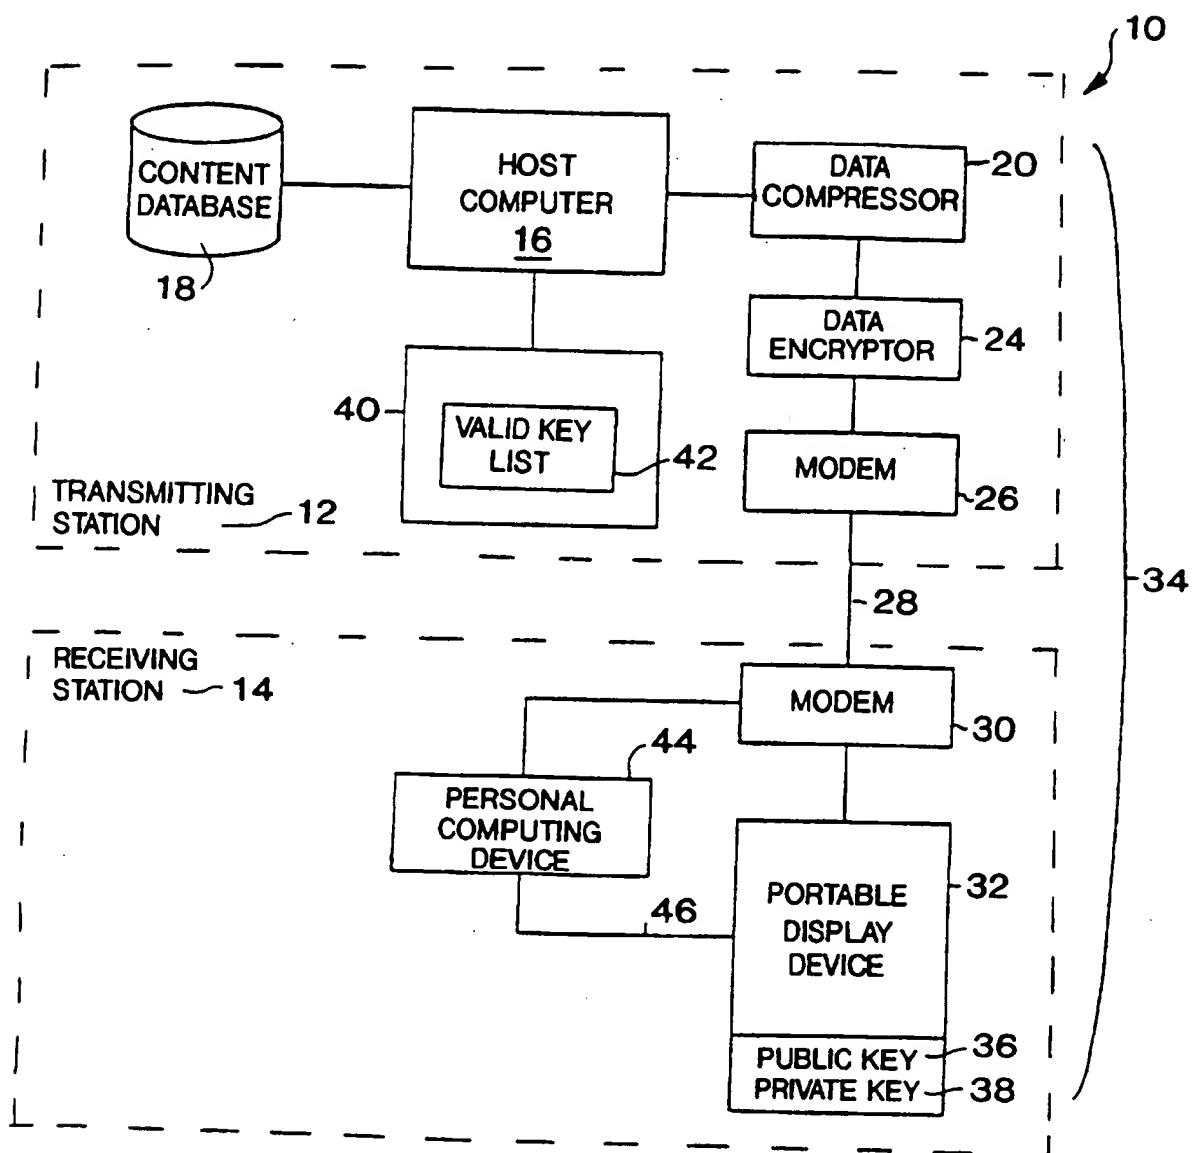 10
CONTENT
DATABASE
18
HOST
COMPUTER
16
DATA
COMPRESSOR
20
DATA
ENCRYPTOR
24
40
VALID KEY
LIST
42
MODEM
26
TRANSMITTING
STATION
12
28
34
RECEIVING
STATION
14
MODEM
30
44
PERSONAL
COMPUTING
DEVICE
46
PORTABLE
DISPLAY
DEVICE
32
PUBLIC KEY
36
PRIVATE KEY
38